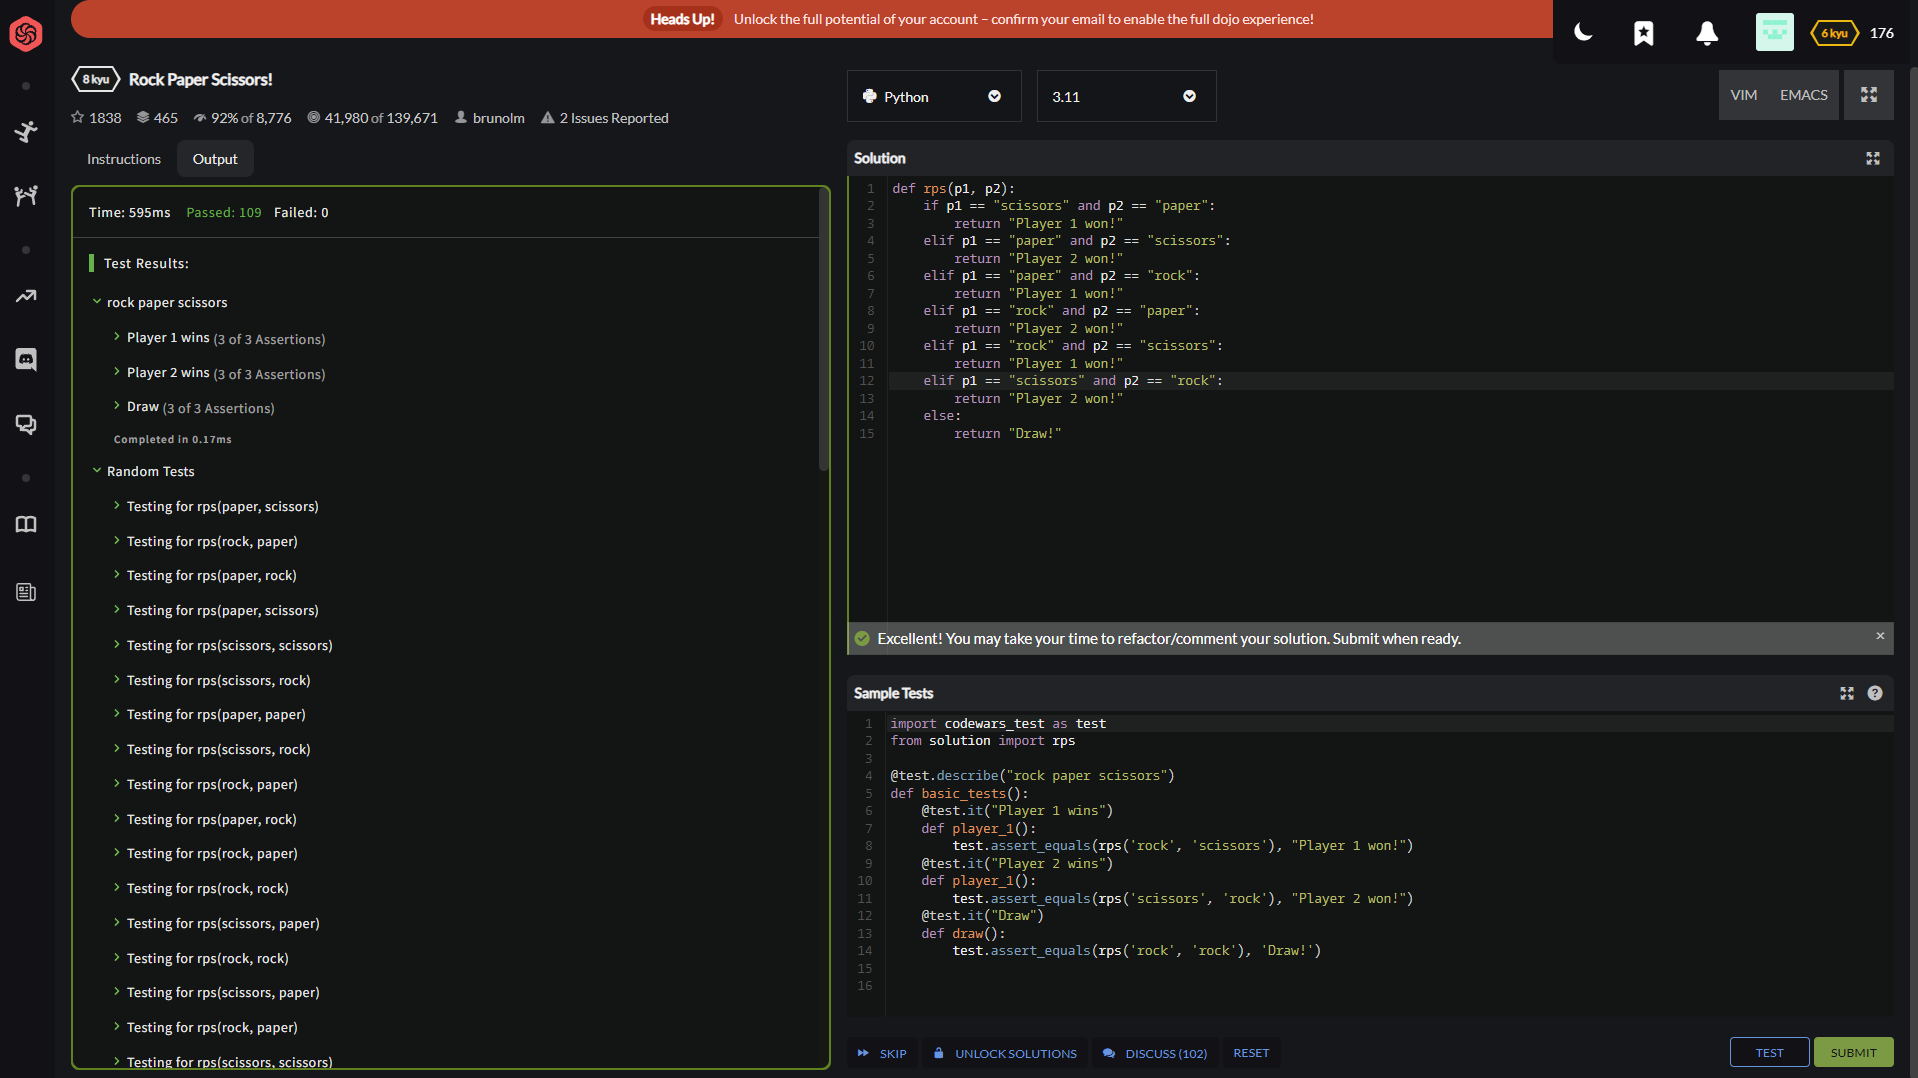 Heads Up! Unlock the full potential of your account – confirm your email to enable the full dojo experience!
6 kyu 176
8 kyu Rock Paper Scissors!
1838 465 92% of 8,776 41,980 of 139,671 brunolm 2 Issues Reported
Instructions Output
Time: 595ms Passed: 109 Failed: 0
Test Results:
rock paper scissors
Player 1 wins (3 of 3 Assertions)
Player 2 wins (3 of 3 Assertions)
Draw (3 of 3 Assertions)
Completed in 0.17ms
Random Tests
Testing for rps(paper, scissors)
Testing for rps(rock, paper)
Testing for rps(paper, rock)
Testing for rps(paper, scissors)
Testing for rps(scissors, scissors)
Testing for rps(scissors, rock)
Testing for rps(paper, paper)
Testing for rps(scissors, rock)
Testing for rps(rock, paper)
Testing for rps(paper, rock)
Testing for rps(rock, paper)
Testing for rps(rock, rock)
Testing for rps(scissors, paper)
Testing for rps(rock, rock)
Testing for rps(scissors, paper)
Testing for rps(rock, paper)
Testing for rps(scissors, scissors)
Python 3.11 VIM EMACS
Solution
1 def rps(p1, p2):
2     if p1 == "scissors" and p2 == "paper":
3         return "Player 1 won!"
4     elif p1 == "paper" and p2 == "scissors":
5         return "Player 2 won!"
6     elif p1 == "paper" and p2 == "rock":
7         return "Player 1 won!"
8     elif p1 == "rock" and p2 == "paper":
9         return "Player 2 won!"
10     elif p1 == "rock" and p2 == "scissors":
11         return "Player 1 won!"
12     elif p1 == "scissors" and p2 == "rock":
13         return "Player 2 won!"
14     else:
15         return "Draw!"
Excellent! You may take your time to refactor/comment your solution. Submit when ready. ×
Sample Tests ?
1 import codewars_test as test
2 from solution import rps
3
4 @test.describe("rock paper scissors")
5 def basic_tests():
6     @test.it("Player 1 wins")
7     def player_1():
8         test.assert_equals(rps('rock', 'scissors'), "Player 1 won!")
9     @test.it("Player 2 wins")
10     def player_1():
11         test.assert_equals(rps('scissors', 'rock'), "Player 2 won!")
12     @test.it("Draw")
13     def draw():
14         test.assert_equals(rps('rock', 'rock'), 'Draw!')
15
16
SKIP UNLOCK SOLUTIONS DISCUSS (102) RESET TEST SUBMIT